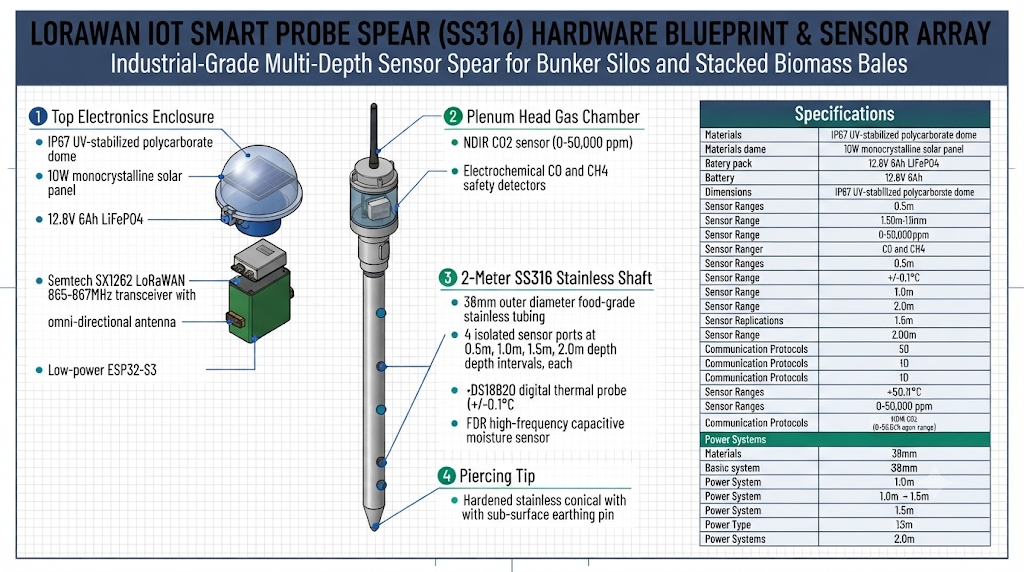 LORAWAN IOT SMART PROBE SPEAR (SS316) HARDWARE BLUEPRINT & SENSOR ARRAY
Industrial-Grade Multi-Depth Sensor Spear for Bunker Silos and Stacked Biomass Bales
1 Top Electronics Enclosure
IP67 UV-stabilized polycarbonate
dome
10W monocrystalline solar
panel
12.8V 6Ah LiFePO4
Semtech SX1262 LoRaWAN
865-867MHz transceiver with
omni-directional antenna
Low-power ESP32-S3
2 Plenum Head Gas Chamber
NDIR CO2 sensor (0-50,000 ppm)
Electrochemical CO and CH4
safety detectors
3 2-Meter SS316 Stainless Shaft
38mm outer diameter food-grade
stainless tubing
4 isolated sensor ports at
0.5m, 1.0m, 1.5m, 2.0m depth
depth intervals, each
•DS18B20 digital thermal probe
(+/-0.1°C
FDR high-frequency capacitive
moisture sensor
4 Piercing Tip
Hardened stainless conical with
with sub-surface earthing pin
Specifications
Materials IP67 UV-stabilized polycarbonate dome
Materials dame 10W monocrystalline solar panel
Ratery pack 12.8V 6Ah LIFePO4
Battery 12.8V 6Ah
Dimensions IP67 UV-stabilized polycarbonate dome
Sensor Ranges 0.5m
Sensor Range
Sensor Range 0-50,000ppm
Sensor Ranger CO and CH4
Sensor Ranges 0.5m
Sensor Range +/-0.1°C
Sensor Range 1.0m
Sensor Range 2.0m
Sensor Replications 1.5m
Sensor Range 2.00m
Communication Protocols 50
Communication Protocols
Communication Protocols 10
Sensor Ranges
Sensor Ranges 0-50,000 ppm
Communication Protocols
Power Systems
Materials 38mm
Basic system 38mm
Power System 1.0m
Power System 1.0m - 1.5m
Power System 1.5m
Power Type 13m
Power Systems 2.0m